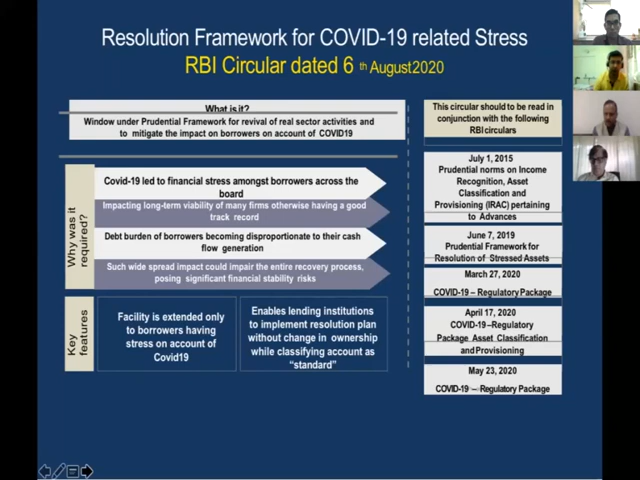 Resolution Framework for COVID-19 related Stress
RBI Circular dated 6 th August2020
What is it?
Window under Prudential Framework for revival of real sector activities and
to mitigate the impact on borrowers on account of COVID19
Why was it
required?
Covid-19 led to financial stress amongst borrowers across the
board
Impacting long-term viability of many firms otherwise having a good
track record
Debt burden of borrowers becoming disproportionate to their cash
flow generation
Such wide spread impact could impair the entire recovery process,
posing significant financial stability risks
Key
features
Facility is extended only
to borrowers having
stress on account of
Covid19
Enables lending institutions
to implement resolution plan
without change in ownership
while classifying account as
“standard”
This circular should be read in
conjunction with the following
RBIcirculars
July 1, 2015
Prudential norms on Income
Recognition, Asset
Classification and
Provisioning (IRAC) pertaining
to Advances
June 7, 2019
Prudential Framework for
Resolution of Stressed Assets
March 27, 2020
COVID-19 – RegulatoryPackage
April 17, 2020
COVID-19 –Regulatory
Package Asset Classification
andProvisioning
May 23, 2020
COVID-19 – Regulatory Package